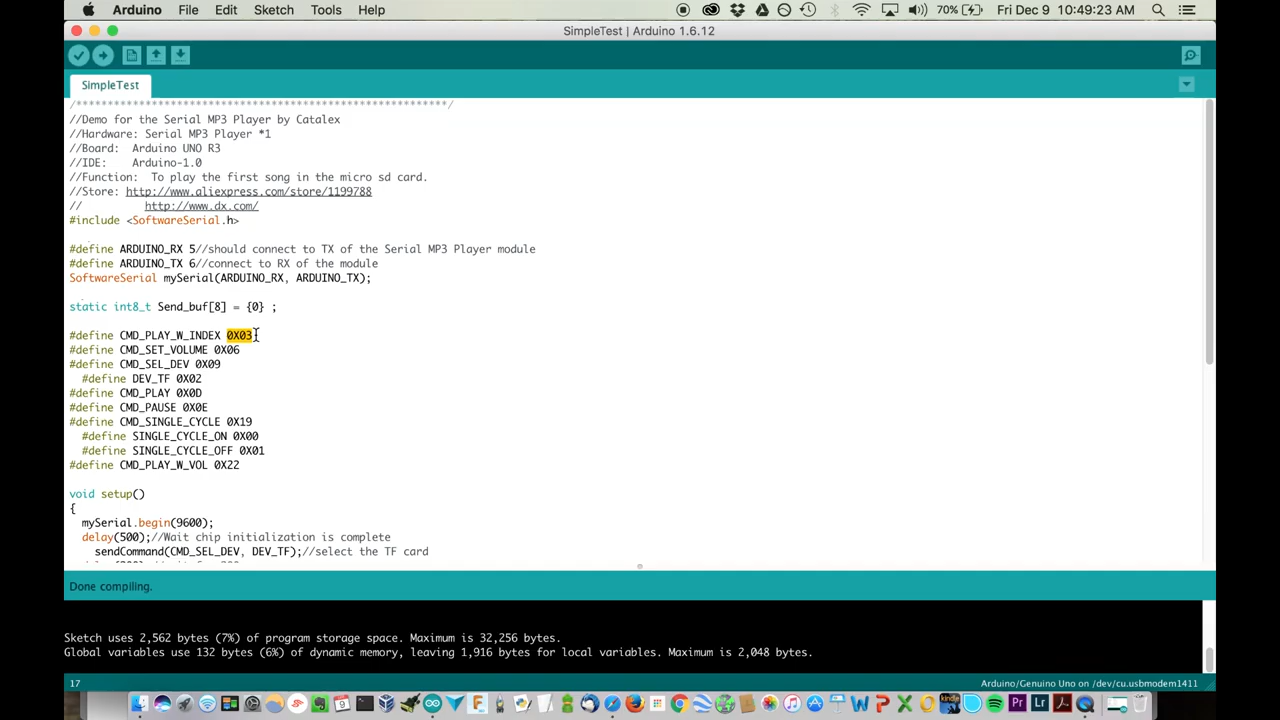 Arduino File Edit Sketch Tools Help 70% Fri Dec 9 10:49:23 AM
SimpleTest | Arduino 1.6.12
SimpleTest
/***********************************************************/
//Demo for the Serial MP3 Player by Catalex
//Hardware: Serial MP3 Player *1
//Board: Arduino UNO R3
//IDE: Arduino-1.0
//Function: To play the first song in the micro sd card.
//Store: http://www.aliexpress.com/store/1199788
// http://www.dx.com/
#include <SoftwareSerial.h>
#define ARDUINO_RX 5//should connect to TX of the Serial MP3 Player module
#define ARDUINO_TX 6//connect to RX of the module
SoftwareSerial mySerial(ARDUINO_RX, ARDUINO_TX);
static int8_t Send_buf[8] = {0} ;
#define CMD_PLAY_W_INDEX 0X03
#define CMD_SET_VOLUME 0X06
#define CMD_SEL_DEV 0X09
#define DEV_TF 0X02
#define CMD_PLAY 0X0D
#define CMD_PAUSE 0X0E
#define CMD_SINGLE_CYCLE 0X19
#define SINGLE_CYCLE_ON 0X00
#define SINGLE_CYCLE_OFF 0X01
#define CMD_PLAY_W_VOL 0X22
void setup()
{
mySerial.begin(9600);
delay(500);//Wait chip initialization is complete
sendCommand(CMD_SEL_DEV, DEV_TF);//select the TF card
Done compiling.
Sketch uses 2,562 bytes (7%) of program storage space. Maximum is 32,256 bytes.
Global variables use 132 bytes (6%) of dynamic memory, leaving 1,916 bytes for local variables. Maximum is 2,048 bytes.
17 Arduino/Genuino Uno on /dev/cu.usbmodem1411